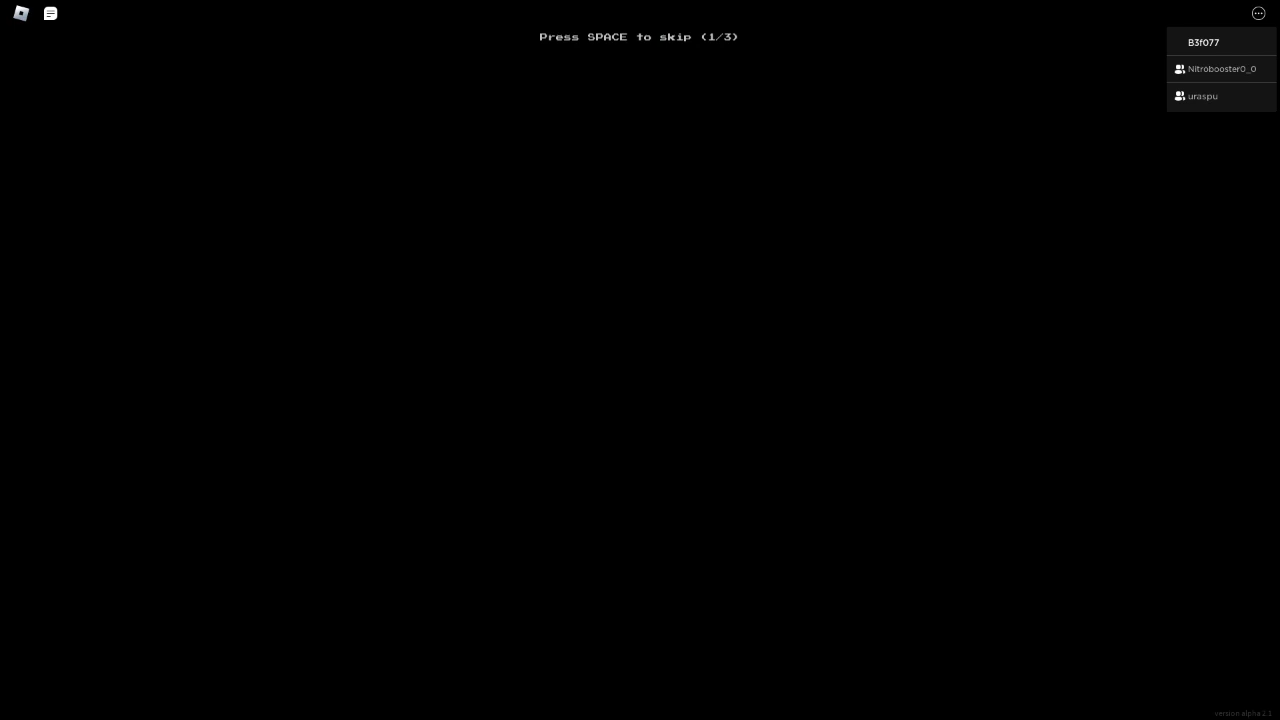 Press SPACE to skip (1/3)
B3f077
Nitrobooster0_0
uraspu
version alpha 2.1